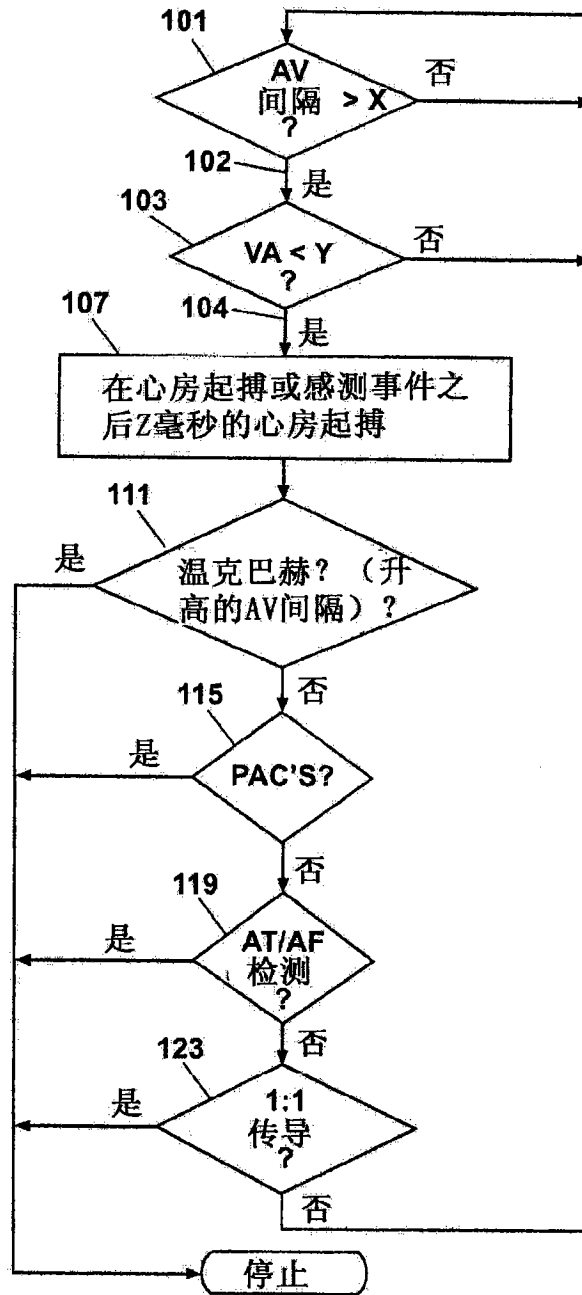 101
AV
间隔 > X
?
否
102
是
103
VA < Y
?
否
104
是
107
在心房起搏或感测事件之
后Z毫秒的心房起搏
111
是
温克巴赫？（升
高的AV间隔）？
否
115
是
PAC'S?
否
119
是
AT/AF
检测
?
否
123
是
1:1
传导
?
否
停止